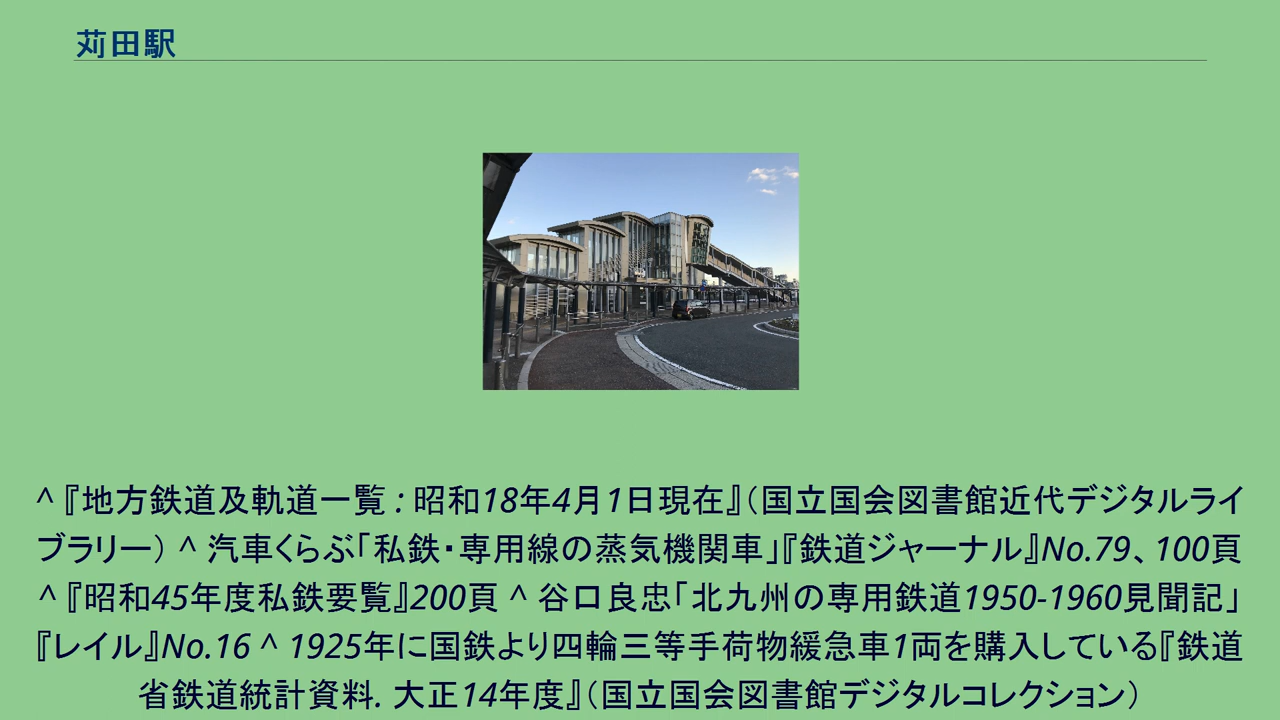 苅田駅
^『地方鉄道及軌道一覧 : 昭和18年4月1日現在』（国立国会図書館近代デジタルライ
ブラリー） ^ 汽車くらぶ「私鉄・専用線の蒸気機関車」『鉄道ジャーナル』No.79、100頁
^『昭和45年度私鉄要覧』200頁 ^ 谷口良忠「北九州の専用鉄道1950-1960見聞記」
『レイル』No.16 ^ 1925年に国鉄より四輪三等手荷物緩急車1両を購入している『鉄道
省鉄道統計資料. 大正14年度』（国立国会図書館デジタルコレクション）